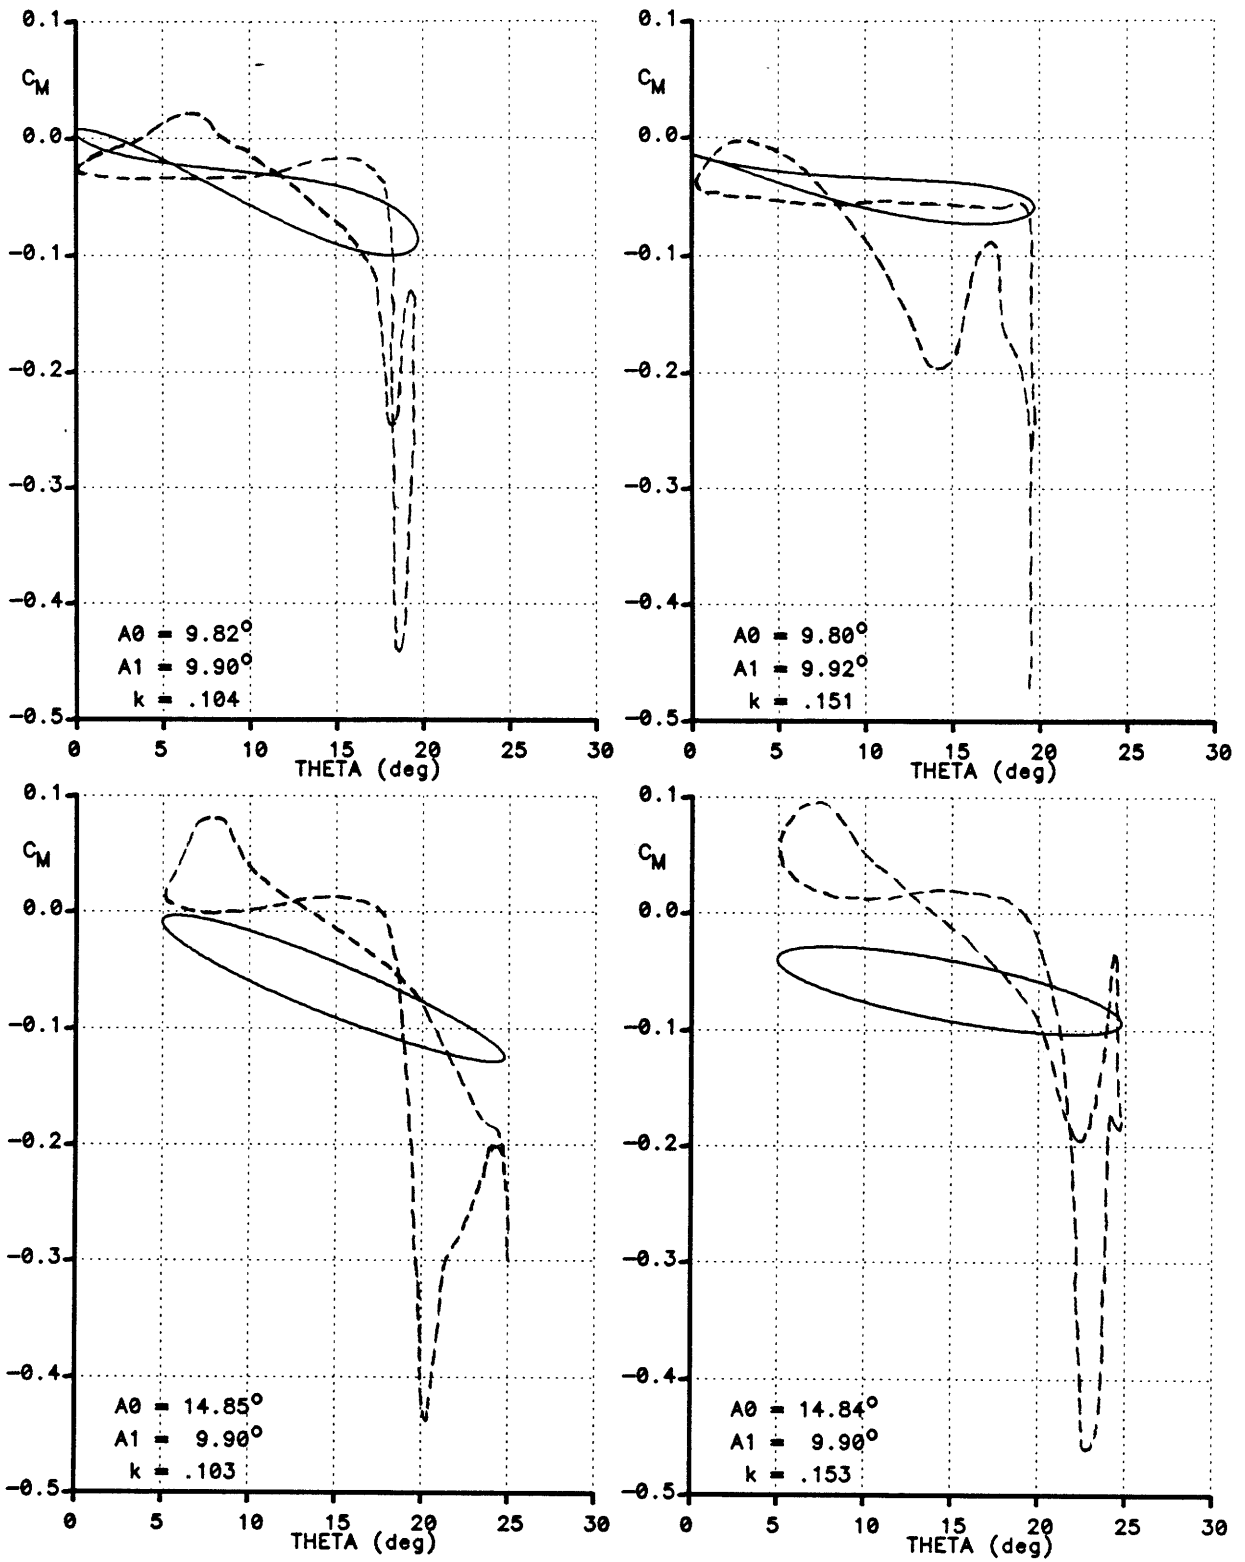 0.1
C_M
0.0
-0.1
-0.2
-0.3
-0.4
-0.5
A0 = 9.82°
A1 = 9.90°
k = .104
0 5 10 15 20 25 30
THETA (deg)
0.1
C_M
0.0
-0.1
-0.2
-0.3
-0.4
-0.5
A0 = 9.80°
A1 = 9.92°
k = .151
0 5 10 15 20 25 30
THETA (deg)
0.1
C_M
0.0
-0.1
-0.2
-0.3
-0.4
-0.5
A0 = 14.85°
A1 = 9.90°
k = .103
0 5 10 15 20 25 30
THETA (deg)
0.1
C_M
0.0
-0.1
-0.2
-0.3
-0.4
-0.5
A0 = 14.84°
A1 = 9.90°
k = .153
0 5 10 15 20 25 30
THETA (deg)